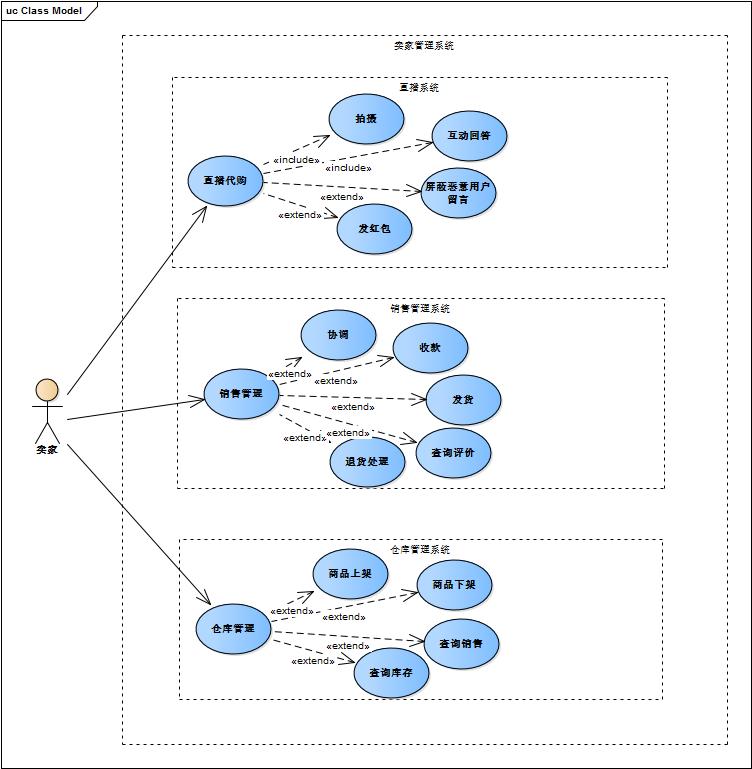 uc Class Model
卖家管理系统
直播系统
拍摄
互动回答
«include»
«include»
直播代购
屏蔽恶意用户
留言
«extend»
«extend»
发红包
销售管理系统
协调
收款
«extend»
«extend»
销售管理
发货
«extend»
«extend»
«extend»
查询评价
退货处理
卖家
仓库管理系统
商品上架
商品下架
«extend»
«extend»
仓库管理
查询销售
«extend»
«extend»
查询库存